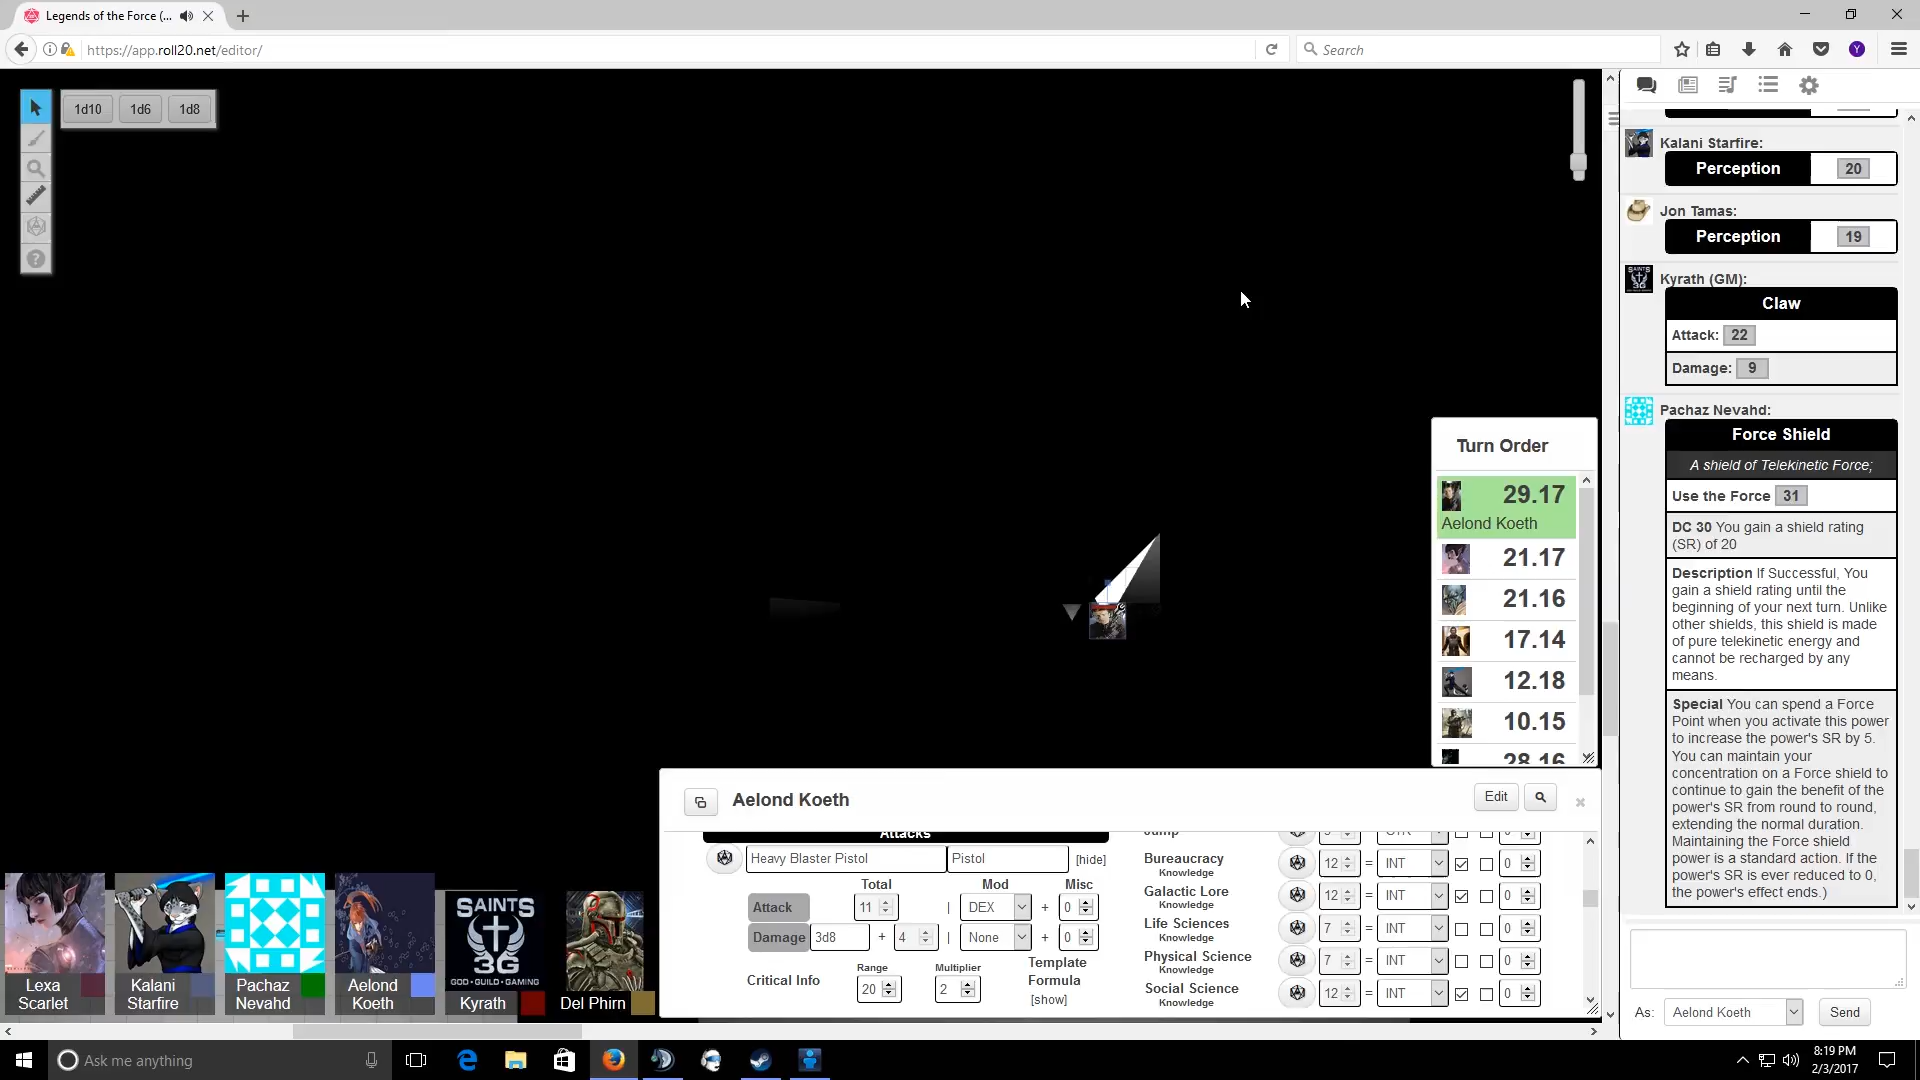 Legends of the Force (...
https://app.roll20.net/editor/
Search
1d10 1d6 1d8
Kalani Starfire:
Perception 20
Jon Tamas:
Perception 19
Kyrath (GM):
Claw
Attack: 22
Damage: 9
Pachaz Nevahd:
Force Shield
A shield of Telekinetic Force;
Use the Force 31
DC 30 You gain a shield rating
(SR) of 20
Description If Successful, You
gain a shield rating until the
beginning of your next turn. Unlike
other shields, this shield is made
of pure telekinetic energy and
cannot be recharged by any
means.
Special You can spend a Force
Point when you activate this power
to increase the power's SR by 5.
You can maintain your
concentration on a Force shield to
continue to gain the benefit of the
power's SR from round to round,
extending the normal duration.
Maintaining the Force shield
power is a standard action. If the
power's SR is ever reduced to 0,
the power's effect ends.)
As: Aelond Koeth Send
Turn Order
29.17
Aelond Koeth
21.17
21.16
17.14
12.18
10.15
28.16
Aelond Koeth
Edit
Attacks
Heavy Blaster Pistol Pistol [hide]
Total Mod Misc
Attack 11 | DEX + 0
Damage 3d8 + 4 | None + 0
Critical Info
Range
20
Multiplier
2
Template
Formula
[show]
Jump
Bureaucracy
Knowledge
12 = INT 0
Galactic Lore
Knowledge
12 = INT 0
Life Sciences
Knowledge
7 = INT 0
Physical Science
Knowledge
7 = INT 0
Social Science
Knowledge
12 = INT 0
Lexa
Scarlet
Kalani
Starfire
Pachaz
Nevahd
Aelond
Koeth
SAINTS
3G
GOD · GUILD · GAMING
Kyrath
Del Phirn
Ask me anything
8:19 PM
2/3/2017